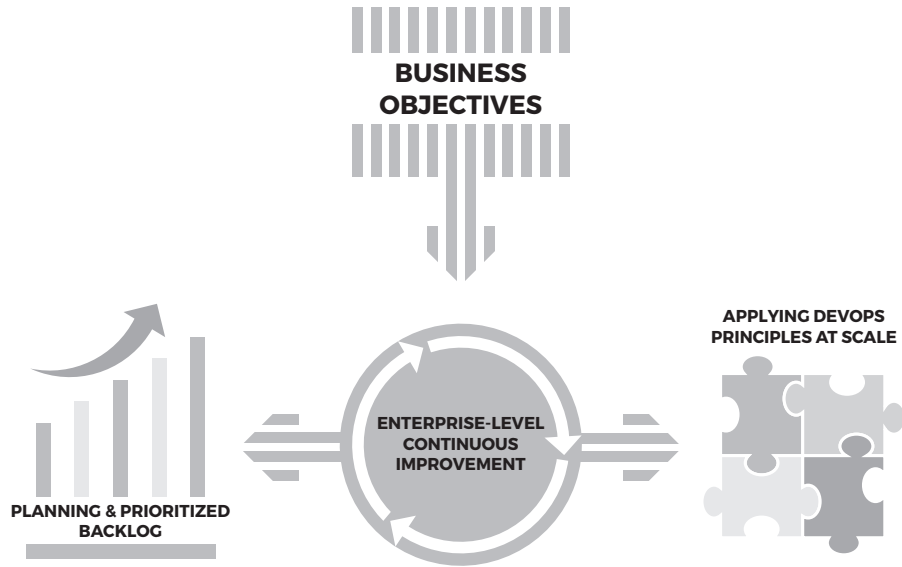 BUSINESS
OBJECTIVES
APPLYING DEVOPS
PRINCIPLES AT SCALE
ENTERPRISE-LEVEL
CONTINUOUS
IMPROVEMENT
PLANNING & PRIORITIZED
BACKLOG